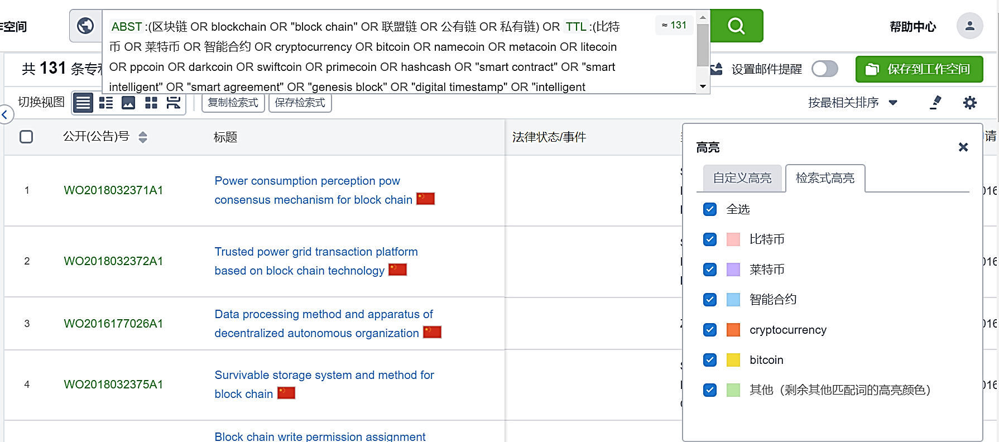 作空间
ABST:(区块链 OR blockchain OR "block chain" OR 联盟链 OR 公有链 OR 私有链) OR TTL:(比特
≈ 131
币 OR 莱特币 OR 智能合约 OR cryptocurrency OR bitcoin OR namecoin OR metacoin OR litecoin
OR ppcoin OR darkcoin OR swiftcoin OR primecoin OR hashcash OR "smart contract" OR "smart
intelligent" OR "smart agreement" OR "genesis block" OR "digital timestamp" OR "intelligent
帮助中心
共 131 条专利
设置邮件提醒
保存到工作空间
切换视图
复制检索式
保存检索式
按最相关排序
公开(公告)号
标题
法律状态/事件
请
1
WO2018032371A1
Power consumption perception pow
consensus mechanism for block chain
2
WO2018032372A1
Trusted power grid transaction platform
based on block chain technology
3
WO2016177026A1
Data processing method and apparatus of
decentralized autonomous organization
4
WO2018032375A1
Survivable storage system and method for
block chain
Block chain write permission assignment
高亮
自定义高亮
检索式高亮
全选
比特币
莱特币
智能合约
cryptocurrency
bitcoin
其他（剩余其他匹配词的高亮颜色）
016
016
016
016